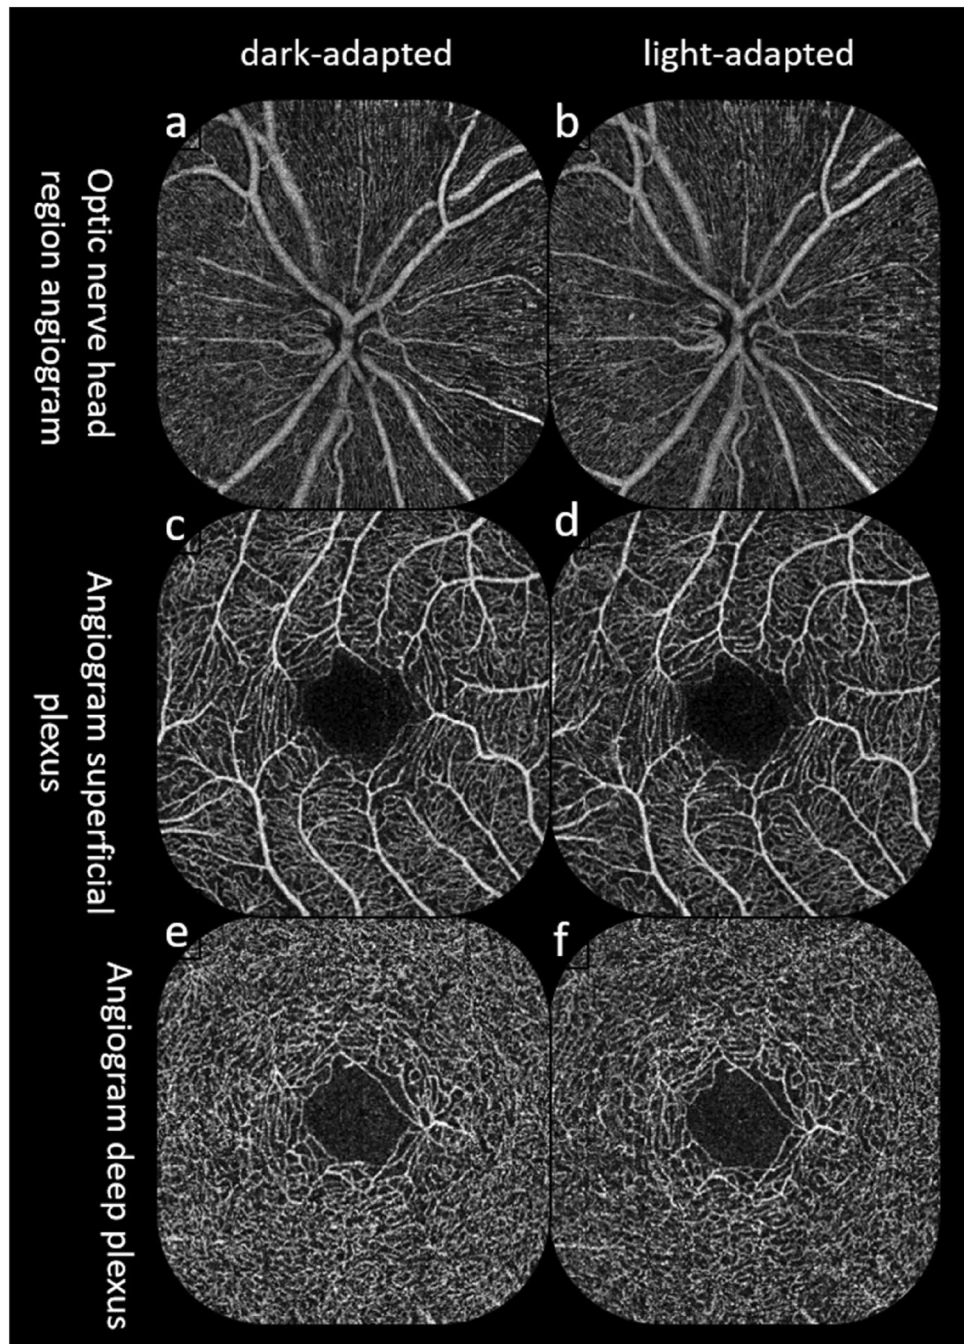 dark-adapted
light-adapted
Optic nerve head
region angiogram
a
b
Angiogram superficial
plexus
c
d
Angiogram deep plexus
e
f